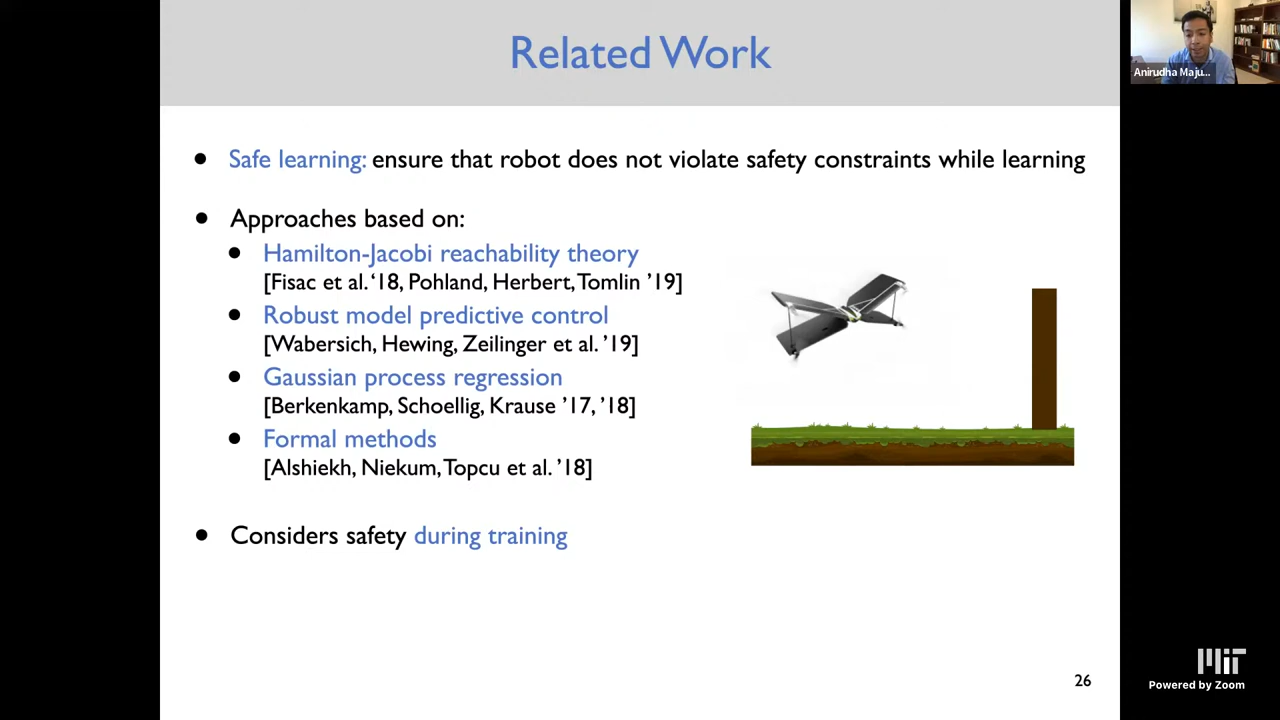 Related Work
Anirudha Maju...
● Safe learning: ensure that robot does not violate safety constraints while learning
● Approaches based on:
● Hamilton-Jacobi reachability theory
[Fisac et al. ‘18, Pohland, Herbert, Tomlin ’19]
● Robust model predictive control
[Wabersich, Hewing, Zeilinger et al. ’19]
● Gaussian process regression
[Berkenkamp, Schoellig, Krause ’17, ’18]
● Formal methods
[Alshiekh, Niekum, Topcu et al. ’18]
● Considers safety during training
26
MIT
Powered by Zoom